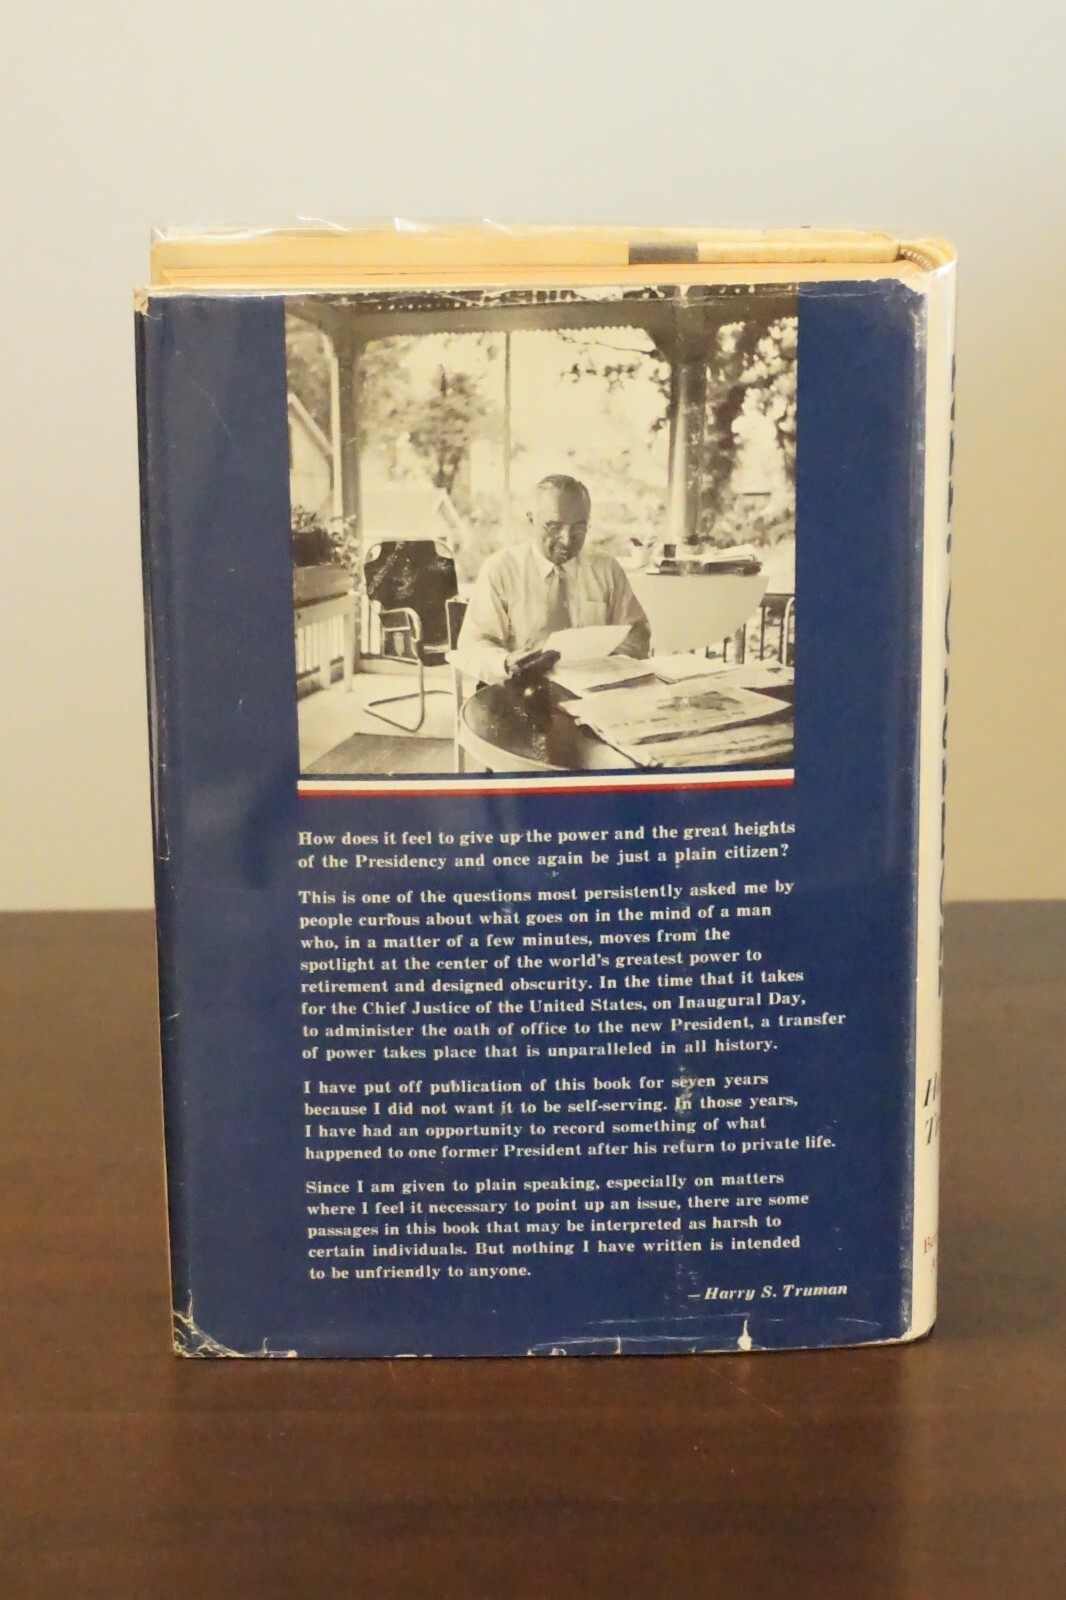 How does it feel to give up the power and the great heights
of the Presidency and once again be just a plain citizen?
This is one of the questions most persistently asked me by
people curious about what goes on in the mind of a man
who, in a matter of a few minutes, moves from the
spotlight at the center of the world's greatest power to
retirement and designed obscurity. In the time that it takes
for the Chief Justice of the United States, on Inaugural Day,
to administer the oath of office to the new President, a transfer
of power takes place that is unparalleled in all history.
I have put off publication of this book for seven years
because I did not want it to be self-serving. In those years,
I have had an opportunity to record something of what
happened to one former President after his return to private life.
Since I am given to plain speaking, especially on matters
where I feel it necessary to point up an issue, there are some
passages in this book that may be interpreted as harsh to
certain individuals. But nothing I have written is intended
to be unfriendly to anyone.
—Harry S. Truman